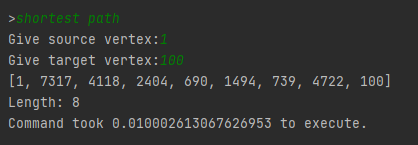 >shortest path
Give source vertex:1
Give target vertex:100
[1, 7317, 4118, 2404, 690, 1494, 739, 4722, 100]
Length: 8
Command took 0.010002613067626953 to execute.